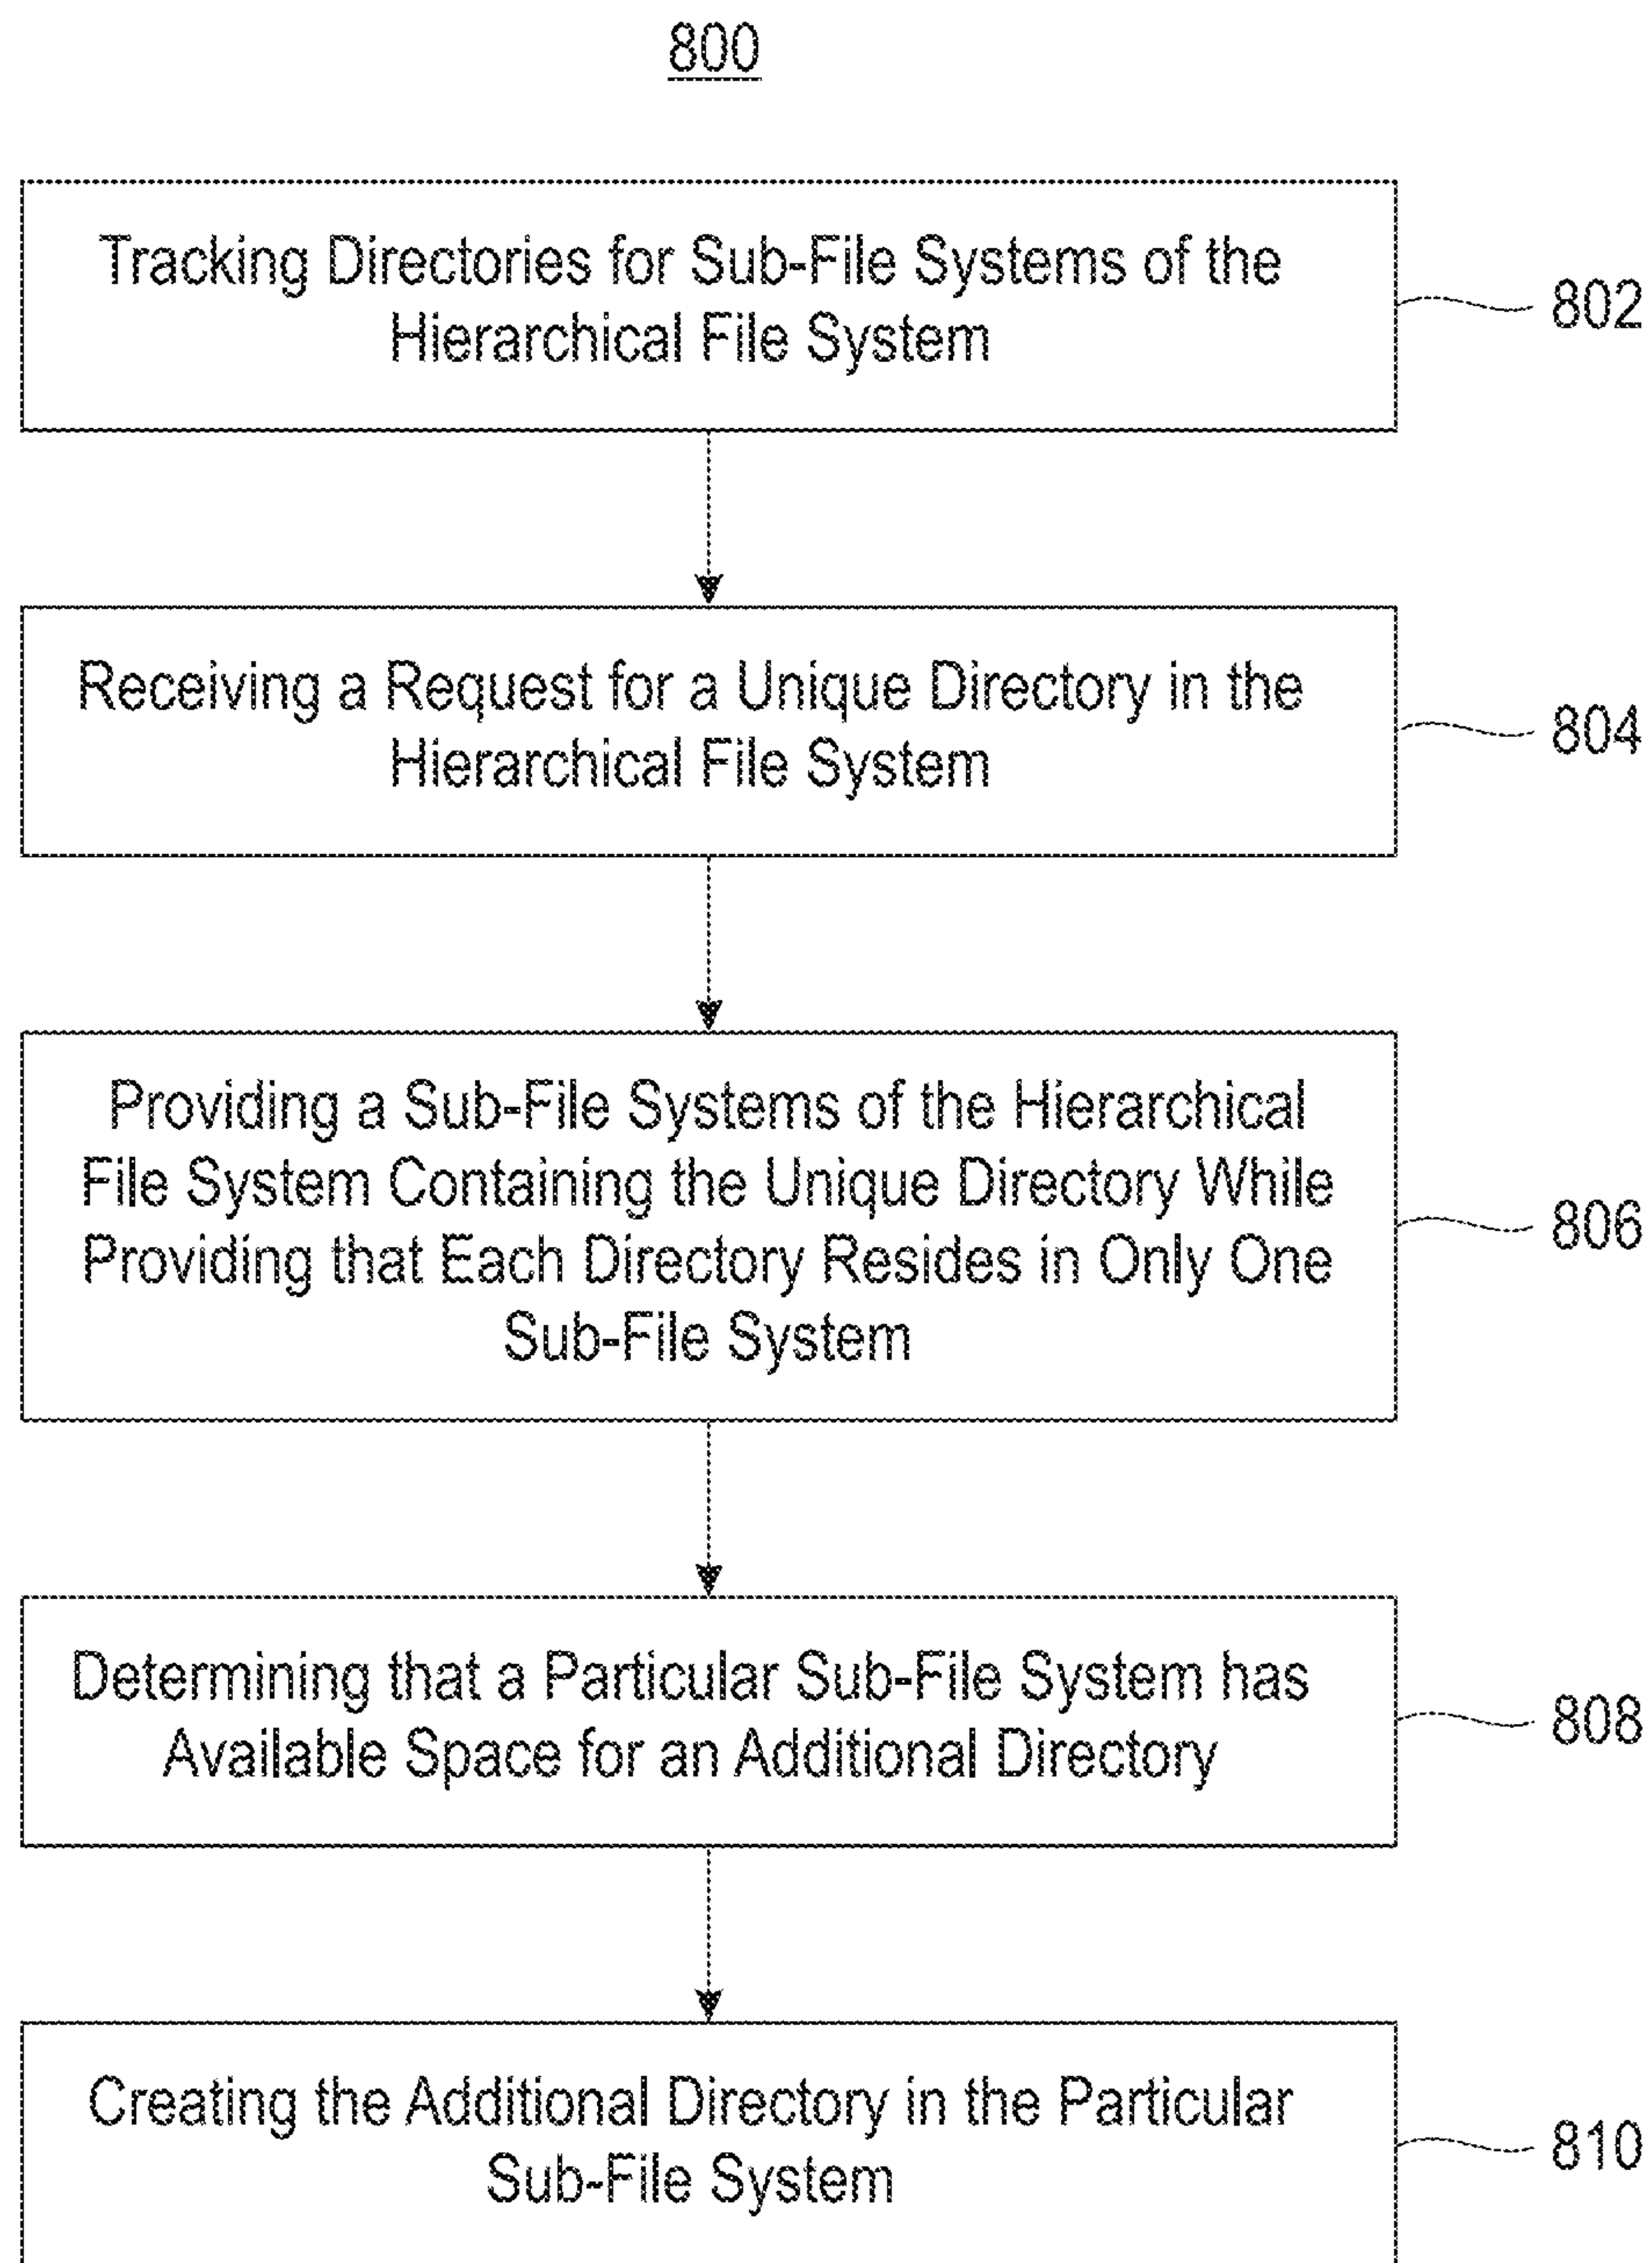 800
Tracking Directories for Sub-File Systems of the
Hierarchical File System
802
Receiving a Request for a Unique Directory in the
Hierarchical File System
804
Providing a Sub-File Systems of the Hierarchical
File System Containing the Unique Directory While
Providing that Each Directory Resides in Only One
Sub-File System
806
Determining that a Particular Sub-File System has
Available Space for an Additional Directory
808
Creating the Additional Directory in the Particular
Sub-File System
810